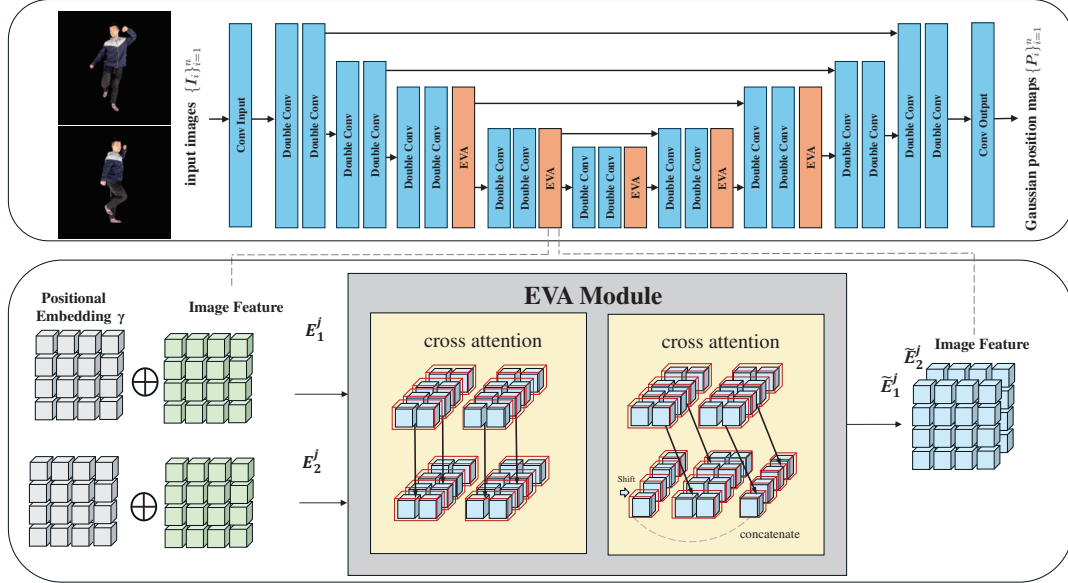 input images {I_i}_{i=1}^n
Conv Input
Double Conv
Double Conv
Double Conv
Double Conv
Double Conv
Double Conv
EVA
Double Conv
Double Conv
EVA
Double Conv
Double Conv
EVA
Double Conv
Double Conv
EVA
Double Conv
Double Conv
EVA
Double Conv
Double Conv
Double Conv
Double Conv
Conv Output
Gaussian position maps {P_i}_{i=1}^n
Positional
Embedding γ
Image Feature
E_1^j
E_2^j
EVA Module
cross attention
cross attention
Shift
concatenate
Image Feature
Ẽ_2^j
Ẽ_1^j